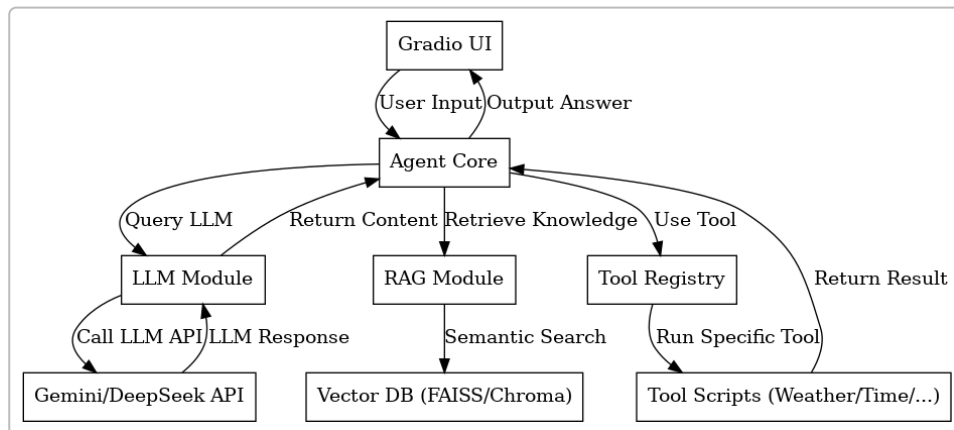 Gradio UI
User Input
Output Answer
Agent Core
Query LLM
Return Content
Retrieve Knowledge
Use Tool
LLM Module
RAG Module
Tool Registry
Return Result
Call LLM API
LLM Response
Semantic Search
Run Specific Tool
Gemini/DeepSeek API
Vector DB (FAISS/Chroma)
Tool Scripts (Weather/Time/...)